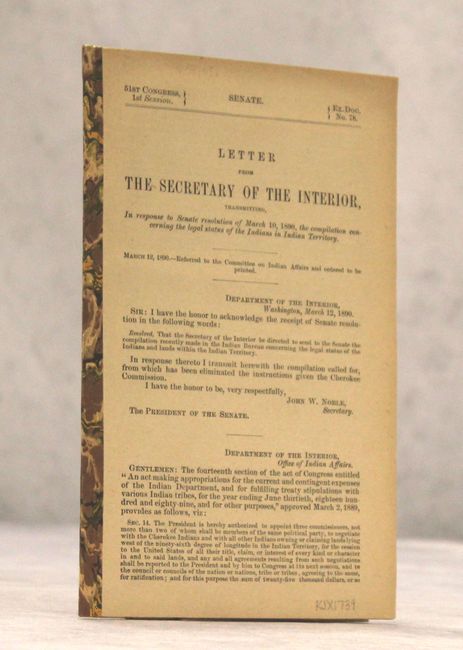 51ST CONGRESS,
1st Session.
SENATE.
EX. DOC.
No. 78.
LETTER
FROM
THE SECRETARY OF THE INTERIOR,
TRANSMITTING,
In response to Senate resolution of March 10, 1890, the compilation con-
cerning the legal status of the Indians in Indian Territory.
MARCH 12, 1890.—Referred to the Committee on Indian Affairs and ordered to be
printed.
DEPARTMENT OF THE INTERIOR,
Washington, March 12, 1890.
SIR: I have the honor to acknowledge the receipt of Senate resolu-
tion in the following words:
Resolved, That the Secretary of the Interior be directed to send to the Senate the
compilation recently made in the Indian Bureau concerning the legal status of the
Indians and lands within the Indian Territory.
In response thereto I transmit herewith the compilation called for,
from which has been eliminated the instructions given the Cherokee
Commission.
I have the honor to be, very respectfully,
JOHN W. NOBLE,
Secretary.
The PRESIDENT OF THE SENATE.
DEPARTMENT OF THE INTERIOR,
Office of Indian Affairs.
GENTLEMEN: The fourteenth section of the act of Congress entitled
"An act making appropriations for the current and contingent expenses
of the Indian Department, and for fulfilling treaty stipulations with
various Indian tribes, for the year ending June thirtieth, eighteen hun-
dred and eighty-nine, and for other purposes," approved March 2, 1889,
provides as follows, viz:
SEC. 14. The President is hereby authorized to appoint three commissioners, not
more than two of whom shall be members of the same political party, to negotiate
with the Cherokee Indians and with all other Indians owning or claiming lands lying
west of the ninety-sixth degree of longitude in the Indian Territory, for the cession
to the United States of all their title, claim, or interest of every kind or character
in and to said lands, and any and all agreements resulting from such negotiations
shall be reported to the President and by him to Congress at its next session, and to
the council or councils of the nation or nations, tribe or tribes, agreeing to the same,
for ratification; and for this purpose the sum of twenty-five thousand dollars, or so
KJX1739